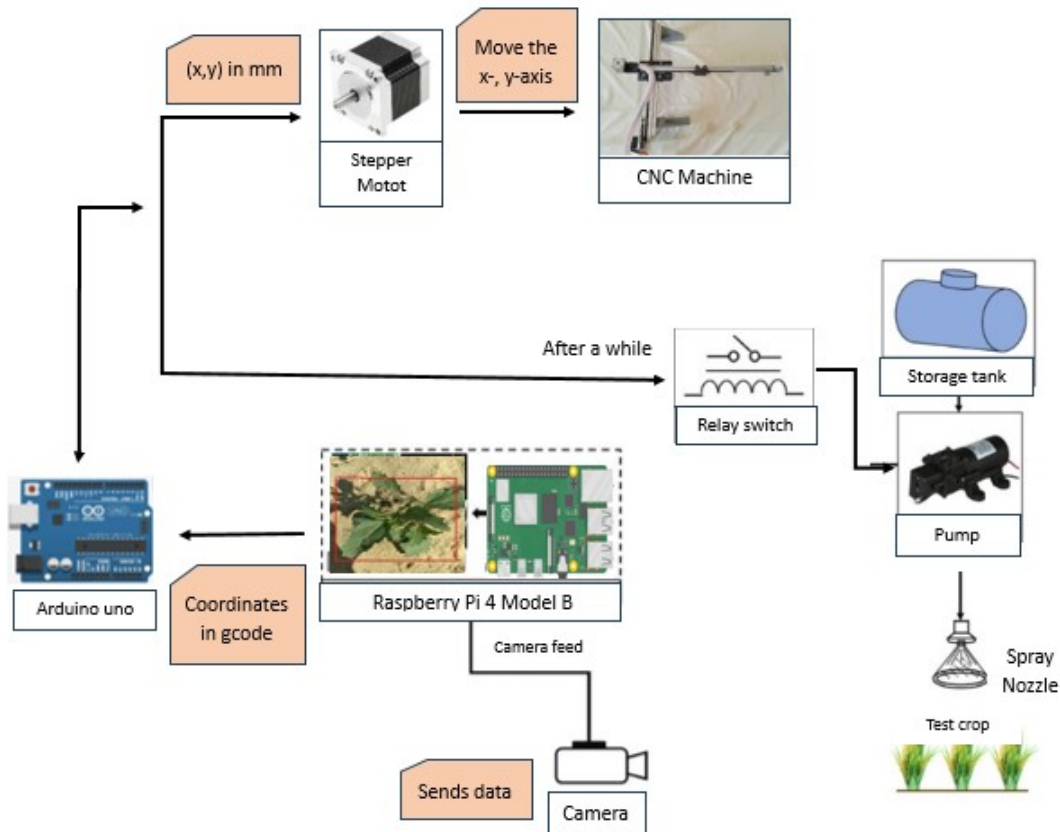 (x,y) in mm
Move the
x-, y-axis
Stepper
Motot
CNC Machine
After a while
Relay switch
Storage tank
Pump
Arduino uno
Coordinates
in gcode
Raspberry Pi 4 Model B
Camera feed
Spray
Nozzle
Test crop
Sends data
Camera